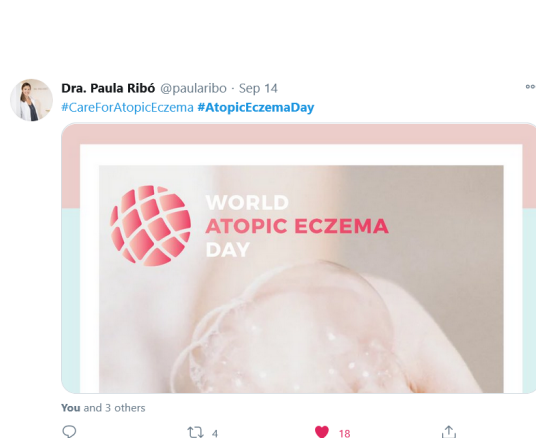 Dra. Paula Ribó @paularibo · Sep 14
#CareForAtopicEczema #AtopicEczemaDay
WORLD
ATOPIC ECZEMA
DAY
You and 3 others
4 18